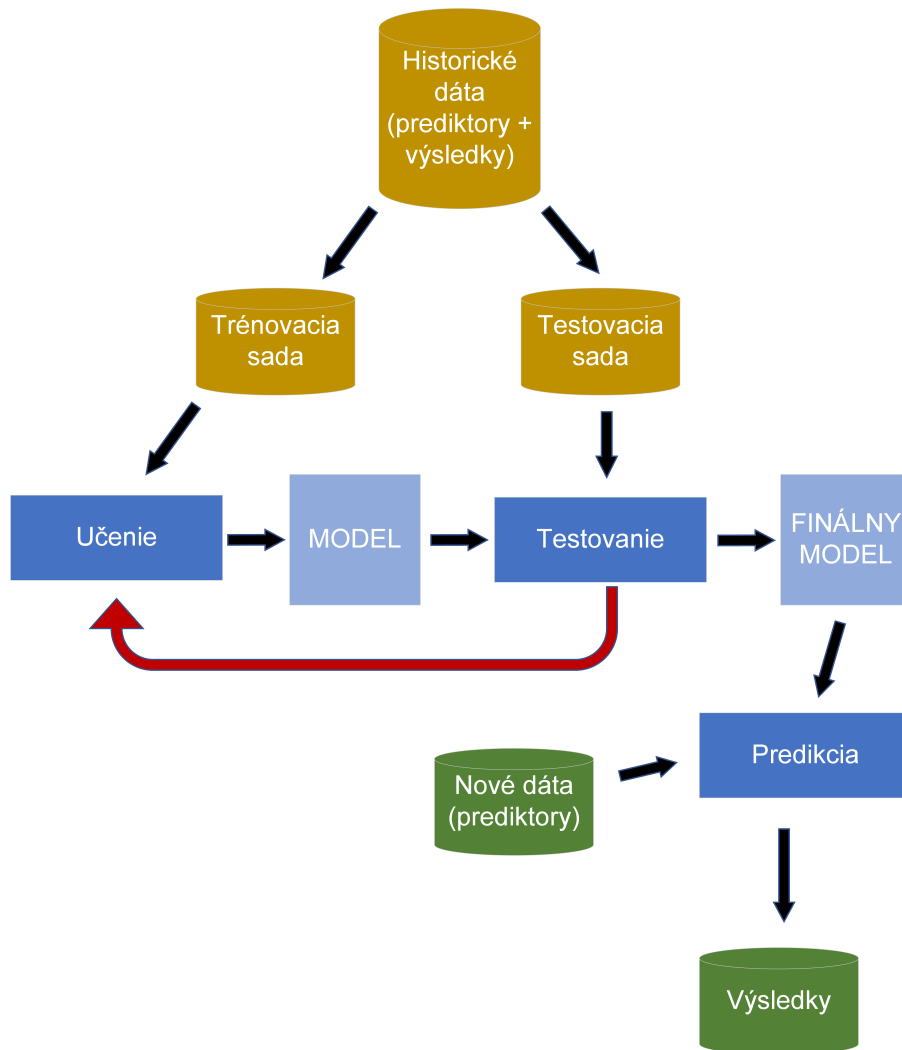 Historické
dáta
(prediktory +
výsledky)
Trénovacia
sada
Testovacia
sada
Učenie
MODEL
Testovanie
FINÁLNY
MODEL
Predikcia
Nové dáta
(prediktory)
Výsledky